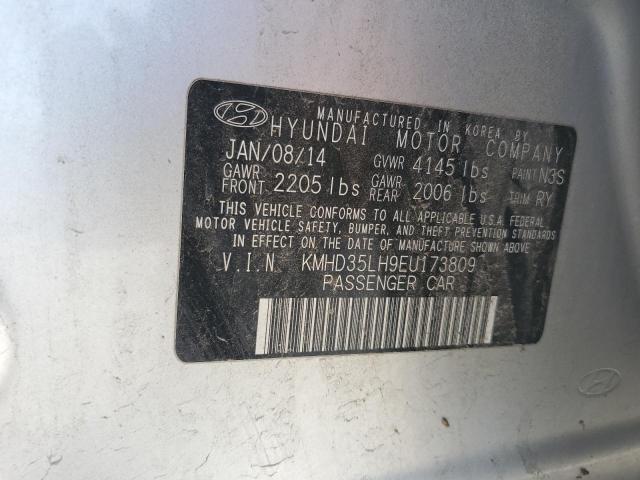 MANUFACTURED IN KOREA BY
HYUNDAI MOTOR COMPANY
JAN/08/14 GVWR 4145 lbs PAINT N3S
GAWR FRONT 2205 lbs GAWR REAR 2006 lbs TRIM RY
THIS VEHICLE CONFORMS TO ALL APPLICABLE U.S.A. FEDERAL
MOTOR VEHICLE SAFETY, BUMPER, AND THEFT PREVENTION STANDARDS
IN EFFECT ON THE DATE OF MANUFACTURE SHOWN ABOVE.
V.I.N. KMHD35LH9EU173809
PASSENGER CAR